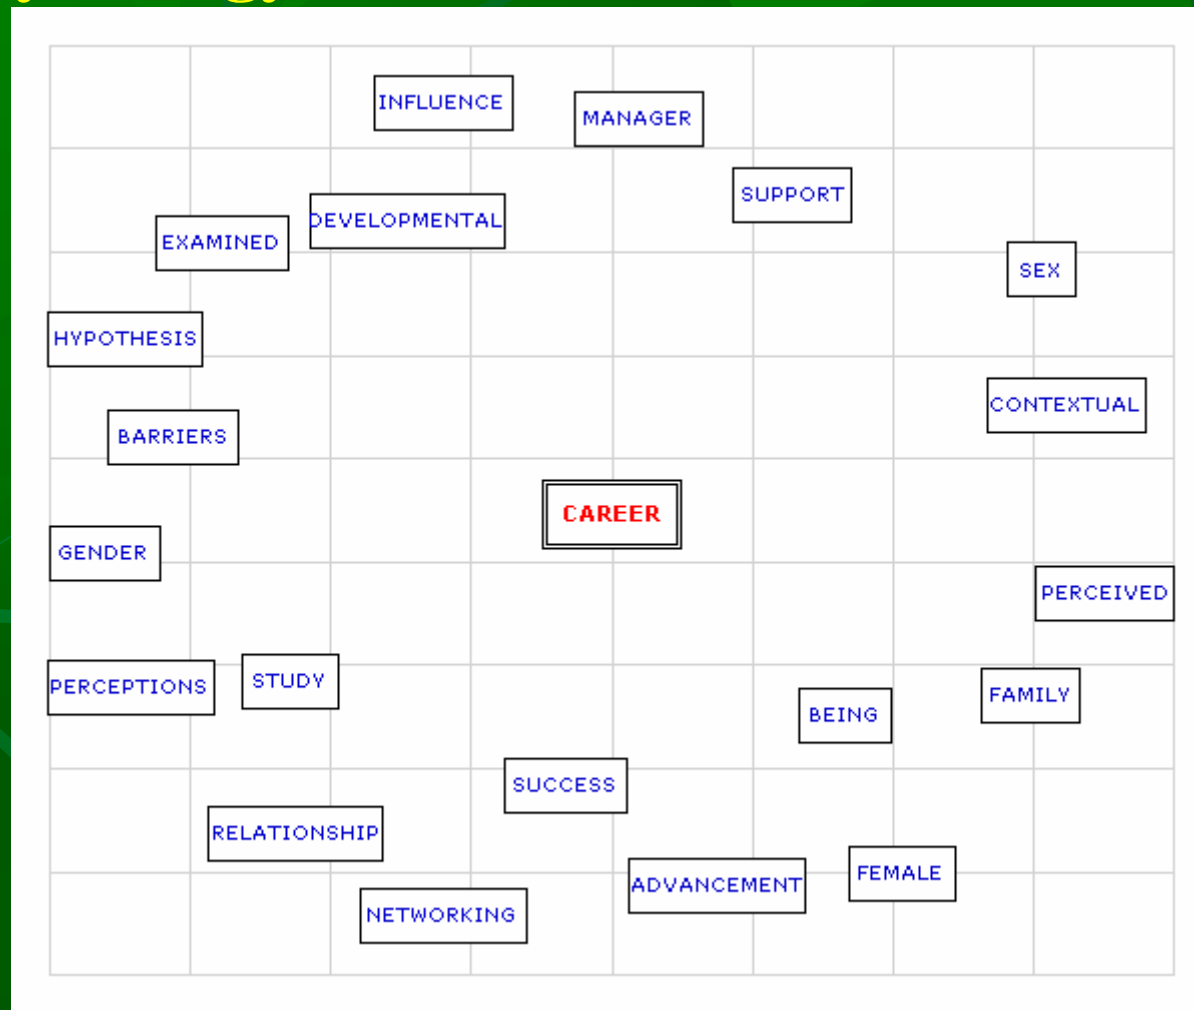 INFLUENCE
MANAGER
SUPPORT
DEVELOPMENTAL
EXAMINED
SEX
HYPOTHESIS
CONTEXTUAL
BARRIERS
CAREER
GENDER
PERCEIVED
PERCEPTIONS
STUDY
FAMILY
BEING
SUCCESS
RELATIONSHIP
FEMALE
ADVANCEMENT
NETWORKING